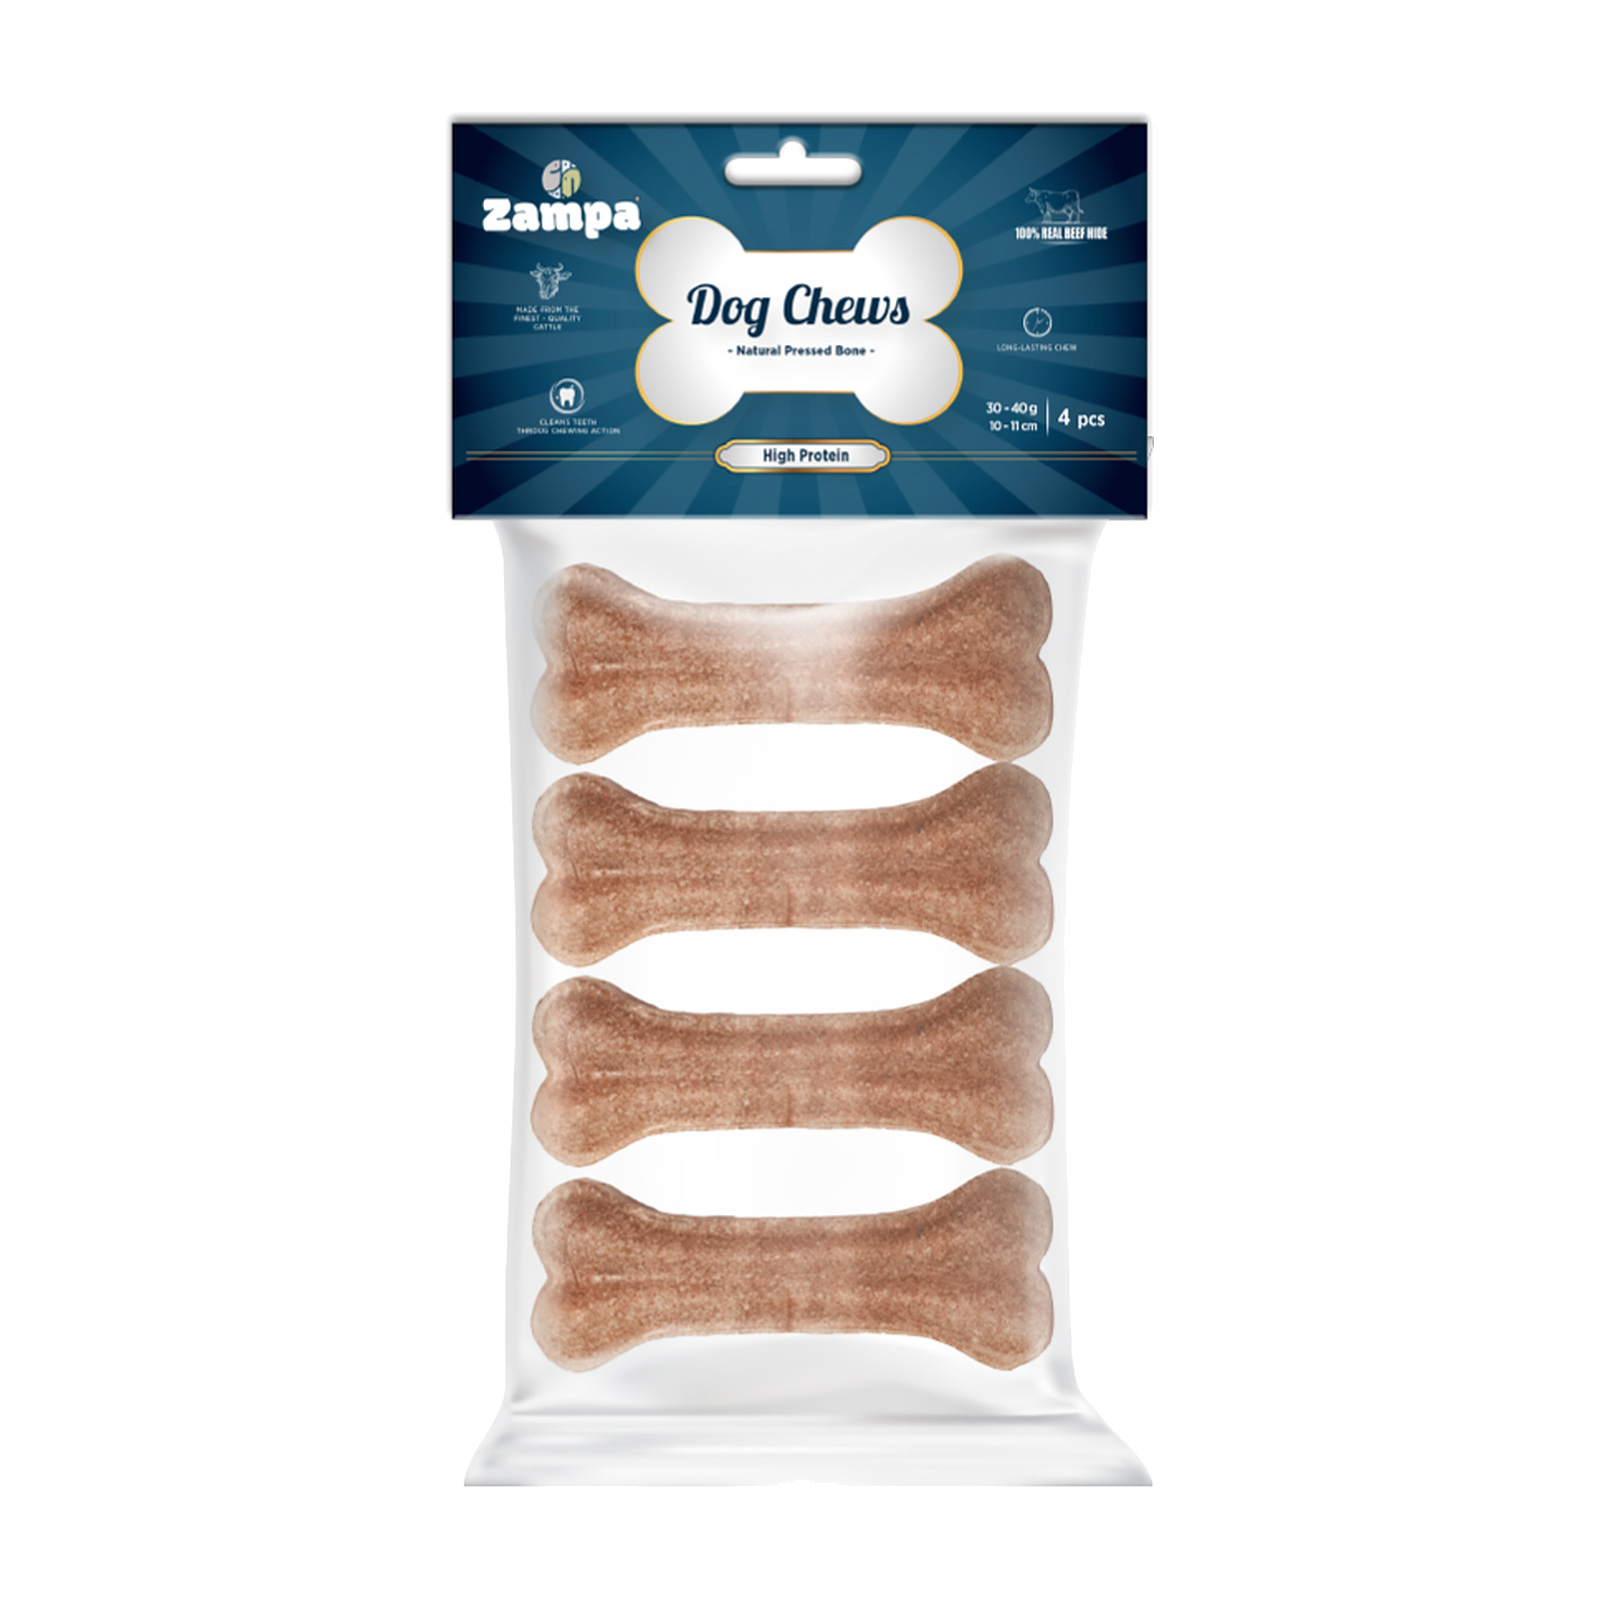 Zampa
100% REAL BEEF HIDE
MADE FROM THE
FINEST - QUALITY
CATTLE
Dog Chews
- Natural Pressed Bone -
LONG-LASTING CHEW
CLEANS TEETH
THROUG CHEWING ACTION
30 - 40 g
10 - 11 cm
4 pcs
High Protein